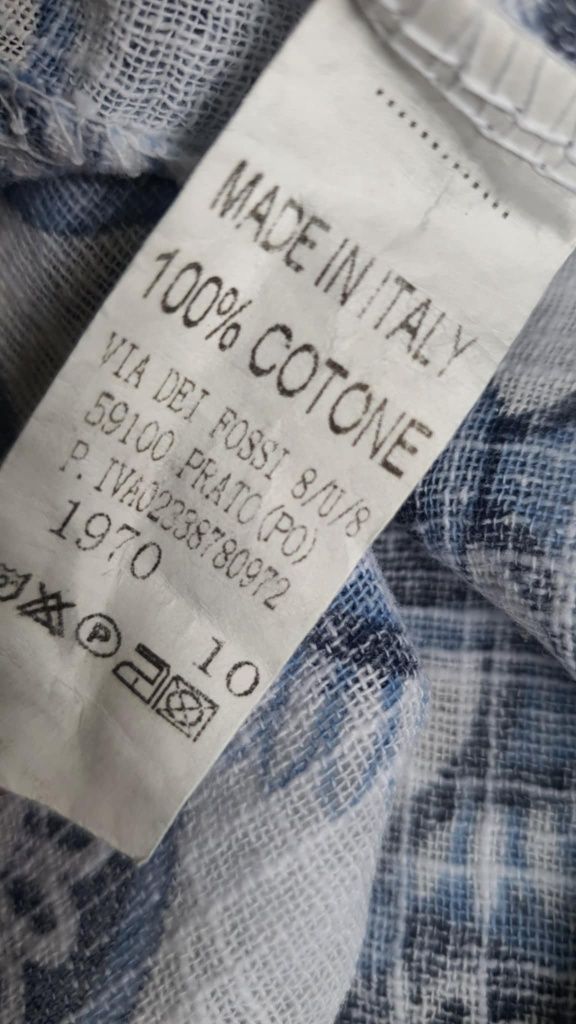 MADE IN ITALY
100% COTONE
VIA DEI FOSSI 8/U/8
59100 PRATO(PO)
P. IVA02338780972
1970
10
P